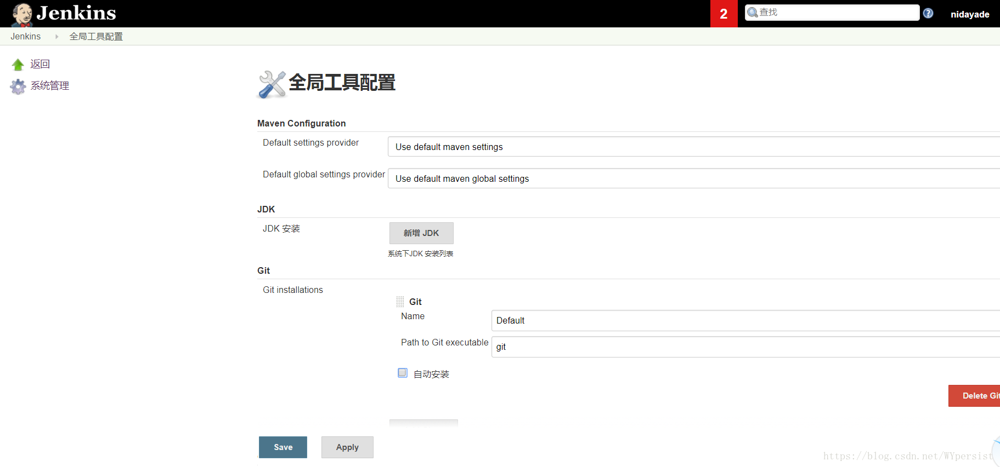 Jenkins
2
查找
nidayade
Jenkins
全局工具配置
返回
系统管理
全局工具配置
Maven Configuration
Default settings provider
Use default maven settings
Default global settings provider
Use default maven global settings
JDK
JDK 安装
新增 JDK
系统下JDK 安装列表
Git
Git installations
Git
Name
Default
Path to Git executable
git
自动安装
Delete Git
Save
Apply
https://blog.csdn.net/WYpersist